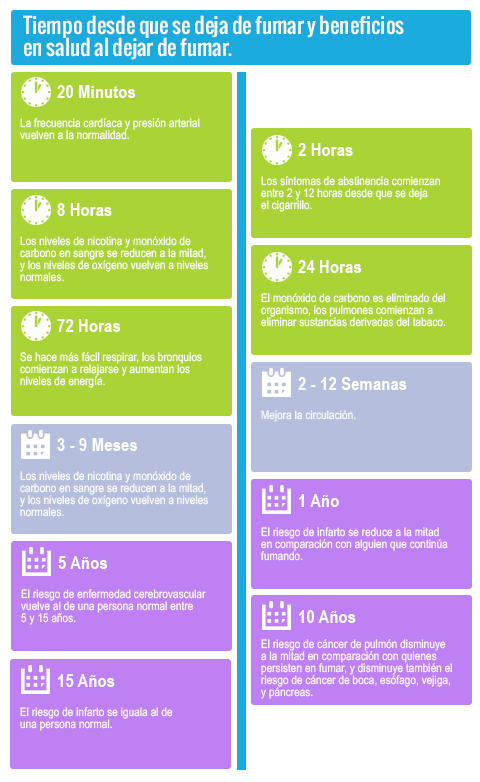 Tiempo desde que se deja de fumar y beneficios
en salud al dejar de fumar.
20 Minutos
La frecuencia cardíaca y presión arterial
vuelven a la normalidad.
2 Horas
Los síntomas de abstinencia comienzan
entre 2 y 12 horas desde que se deja
el cigarrillo.
8 Horas
Los niveles de nicotina y monóxido de
carbono en sangre se reducen a la mitad,
y los niveles de oxígeno vuelven a niveles
normales.
24 Horas
El monóxido de carbono es eliminado del
organismo, los pulmones comienzan a
eliminar sustancias derivadas del tabaco.
72 Horas
Se hace más fácil respirar, los bronquios
comienzan a relajarse y aumentan los
niveles de energía.
2 - 12 Semanas
Mejora la circulación.
3 - 9 Meses
Los niveles de nicotina y monóxido de
carbono en sangre se reducen a la mitad,
y los niveles de oxígeno vuelven a niveles
normales.
1 Año
El riesgo de infarto se reduce a la mitad
en comparación con alguien que continúa
fumando.
5 Años
El riesgo de enfermedad cerebrovascular
vuelve al de una persona normal entre
5 y 15 años.
10 Años
El riesgo de cáncer de pulmón disminuye
a la mitad en comparación con quienes
persisten en fumar, y disminuye también el
riesgo de cáncer de boca, esófago, vejiga,
y páncreas.
15 Años
El riesgo de infarto se iguala al de
una persona normal.